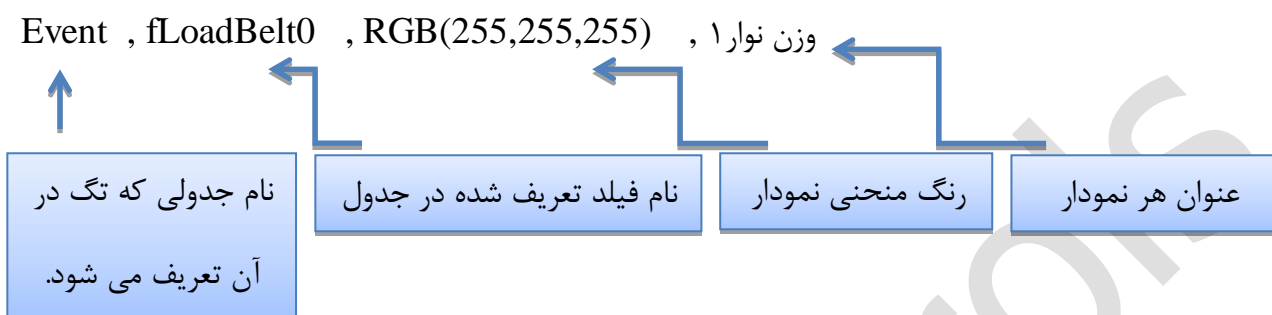 Event , fLoadBelt0 , RGB(255,255,255) , وزن نوار۱
نام جدولی که تگ در
آن تعریف می شود.
نام فیلد تعریف شده در جدول
رنگ منحنی نمودار
عنوان هر نمودار